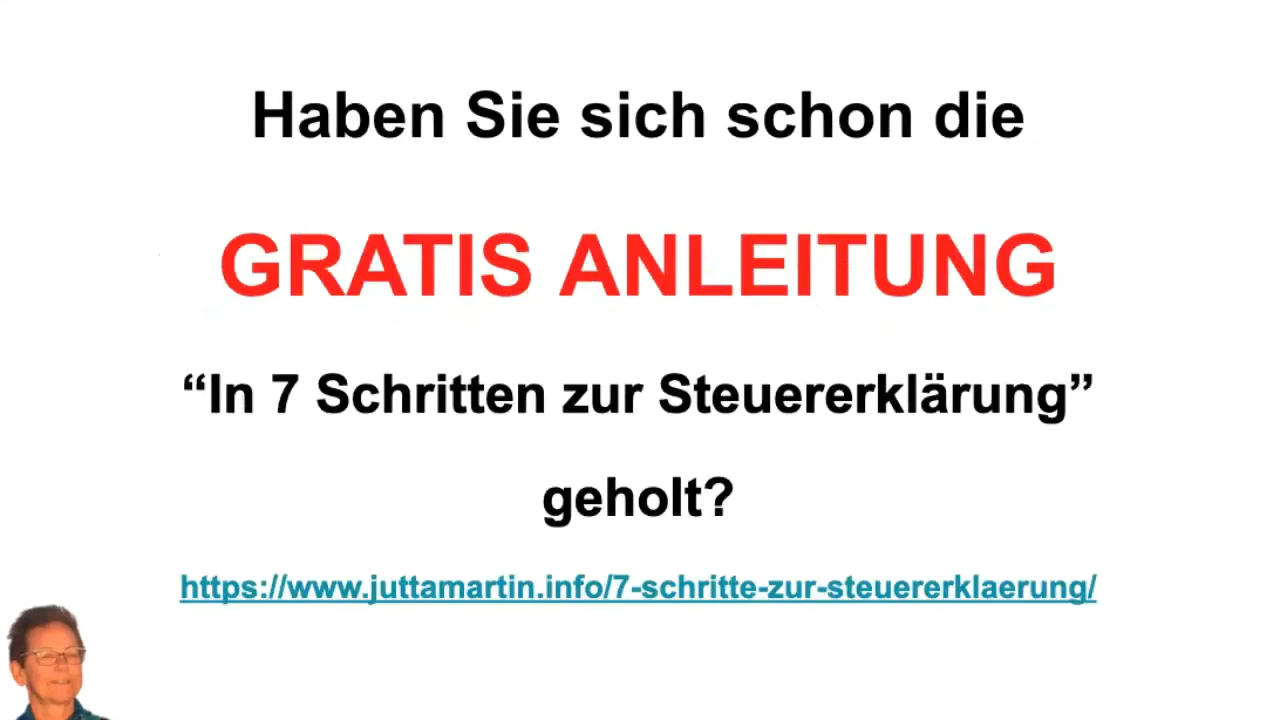 Haben Sie sich schon die
GRATIS ANLEITUNG
“In 7 Schritten zur Steuererklärung”
geholt?
https://www.juttamartin.info/7-schritte-zur-steuererklaerung/